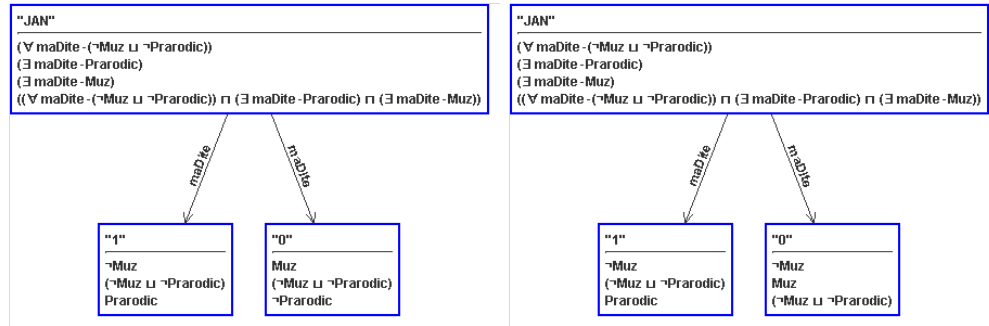 "JAN"
(∀ maDite-(¬Muz ⊔ ¬Prarodic))
(∃ maDite-Prarodic)
(∃ maDite-Muz)
((∀ maDite-(¬Muz ⊔ ¬Prarodic)) ⊓ (∃ maDite-Prarodic) ⊓ (∃ maDite-Muz))
maDite
maDite
"1"
¬Muz
(¬Muz ⊔ ¬Prarodic)
Prarodic
"0"
Muz
(¬Muz ⊔ ¬Prarodic)
¬Prarodic
"JAN"
(∀ maDite-(¬Muz ⊔ ¬Prarodic))
(∃ maDite-Prarodic)
(∃ maDite-Muz)
((∀ maDite-(¬Muz ⊔ ¬Prarodic)) ⊓ (∃ maDite-Prarodic) ⊓ (∃ maDite-Muz))
maDite
maDite
"1"
¬Muz
(¬Muz ⊔ ¬Prarodic)
Prarodic
"0"
¬Muz
Muz
(¬Muz ⊔ ¬Prarodic)